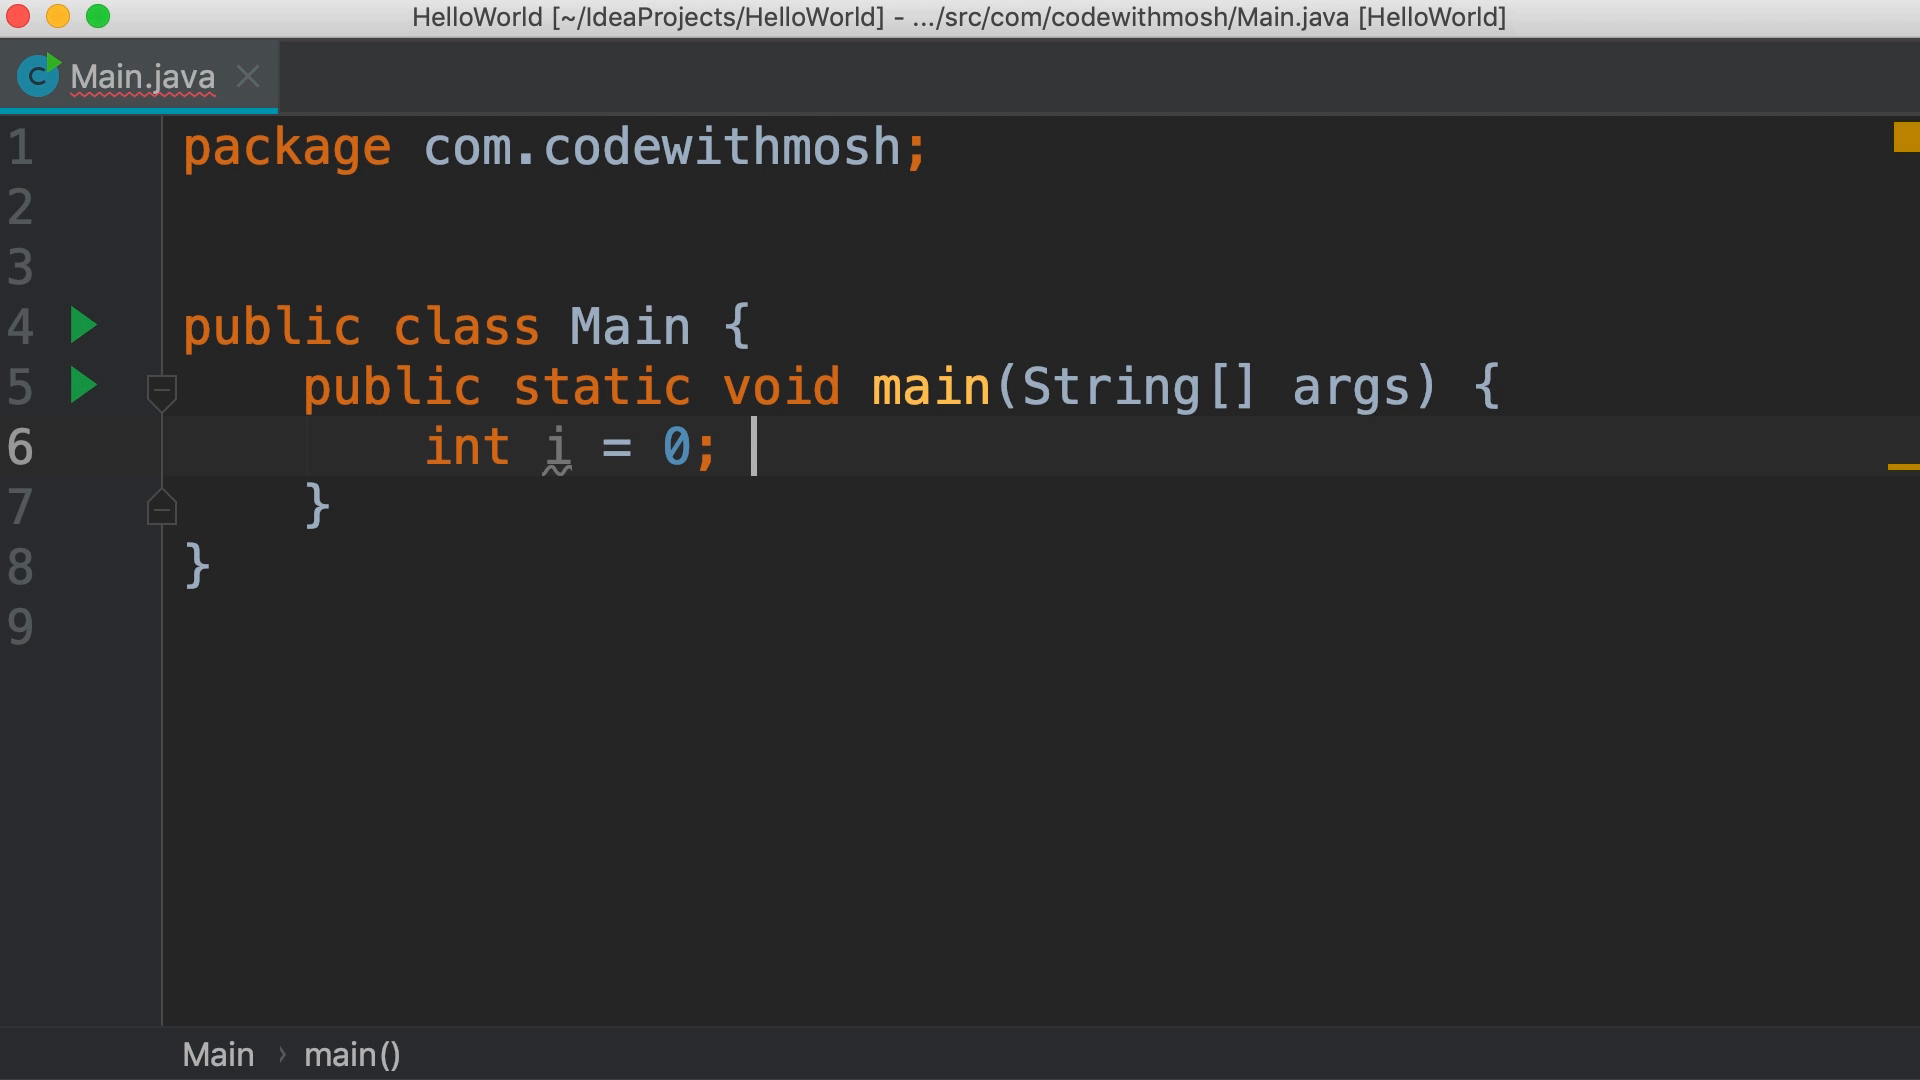 HelloWorld [~/IdeaProjects/HelloWorld] - .../src/com/codewithmosh/Main.java [HelloWorld]
C Main.java
1 package com.codewithmosh;
2
3
4 public class Main {
5 public static void main(String[] args) {
6 int i = 0;
7 }
8 }
9
Main › main()